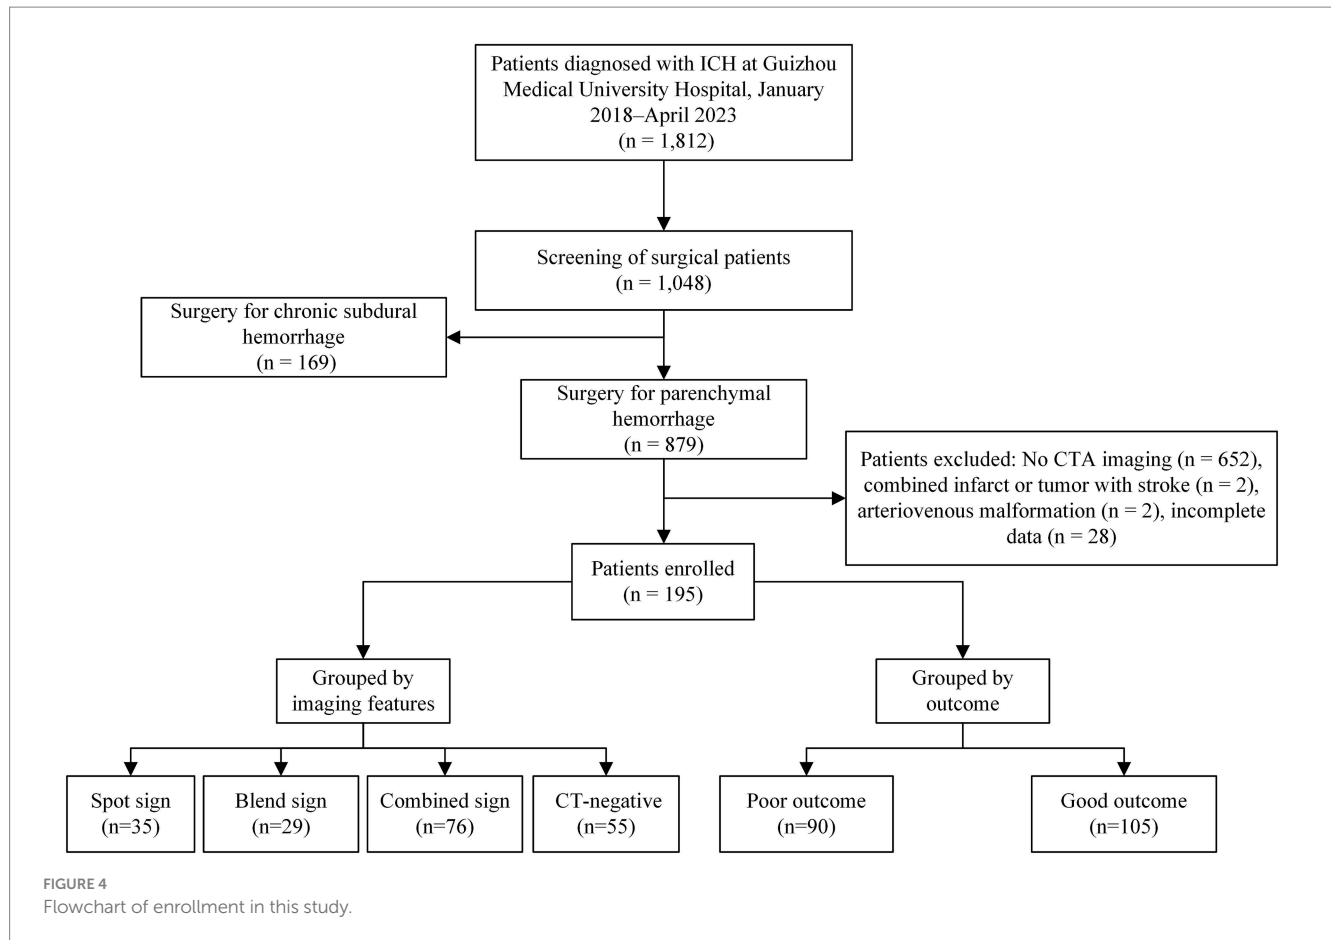 Patients diagnosed with ICH at Guizhou
Medical University Hospital, January
2018–April 2023
(n = 1,812)
Screening of surgical patients
(n = 1,048)
Surgery for chronic subdural
hemorrhage
(n = 169)
Surgery for parenchymal
hemorrhage
(n = 879)
Patients excluded: No CTA imaging (n = 652),
combined infarct or tumor with stroke (n = 2),
arteriovenous malformation (n = 2), incomplete
data (n = 28)
Patients enrolled
(n = 195)
Grouped by
imaging features
Grouped by
outcome
Spot sign
(n=35)
Blend sign
(n=29)
Combined sign
(n=76)
CT-negative
(n=55)
Poor outcome
(n=90)
Good outcome
(n=105)
FIGURE 4
Flowchart of enrollment in this study.